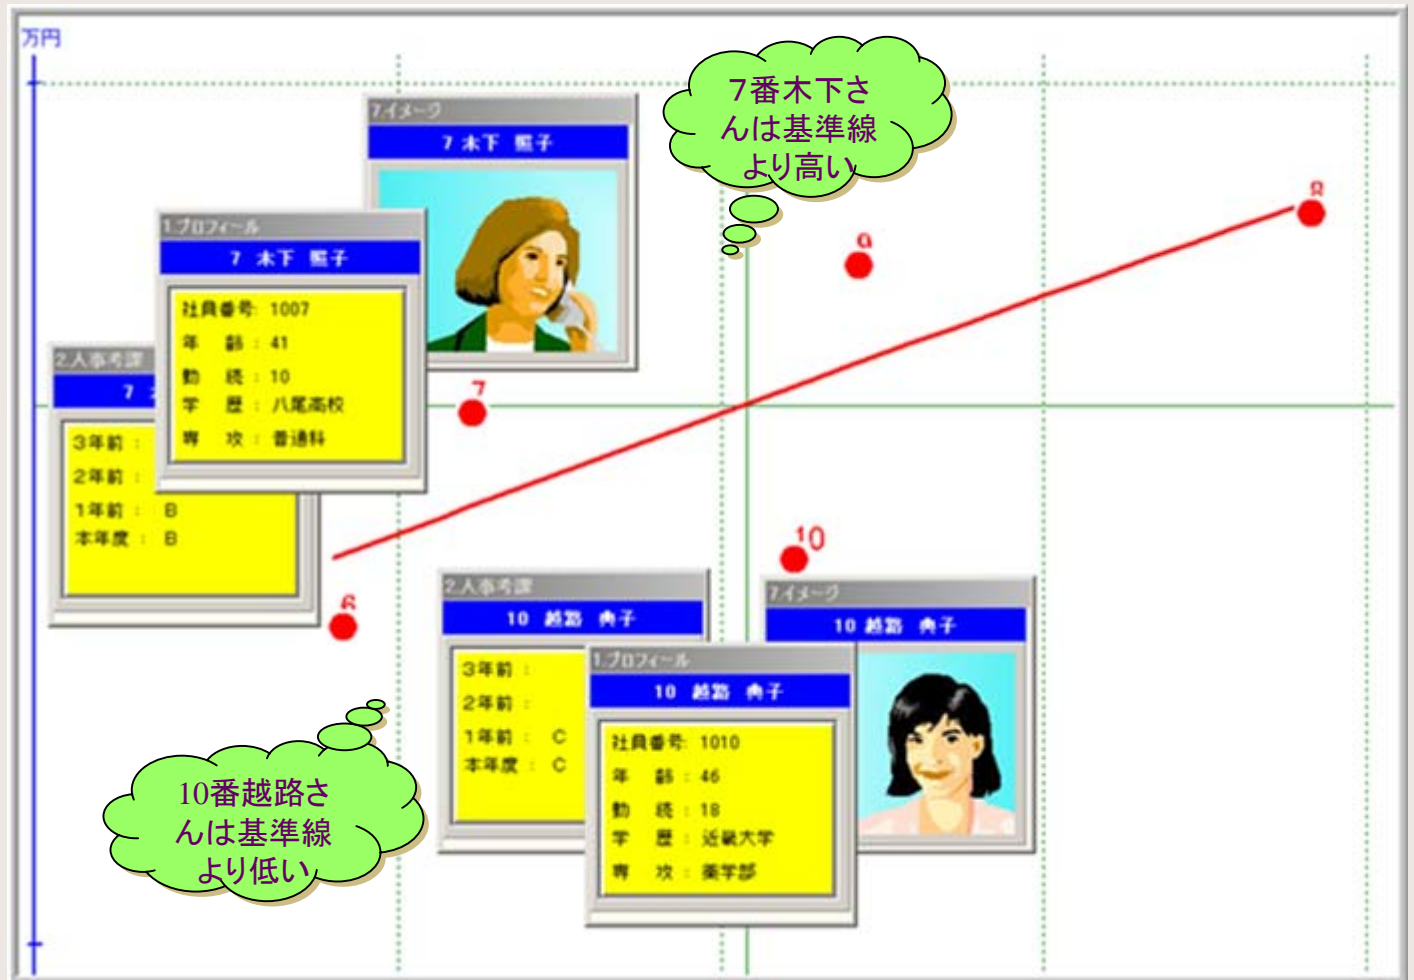 万円
7番木下さ
んは基準線
より高い
7.イメージ
7 木下 照子
1.プロフィール
7 木下 照子
社員番号: 1007
年 齢 : 41
勤 続 : 10
学 歴 : 八尾高校
専 攻 : 普通科
2.人事考課
7
3年前 :
2年前 :
1年前 : B
本年度 : B
8
9
7
10
6
2.人事考課
10 越路 典子
3年前 :
2年前 :
1年前 : C
本年度 : C
7.イメージ
10 越路 典子
1.プロフィール
10 越路 典子
社員番号: 1010
年 齢 : 46
勤 続 : 18
学 歴 : 近畿大学
専 攻 : 薬学部
10番越路さ
んは基準線
より低い